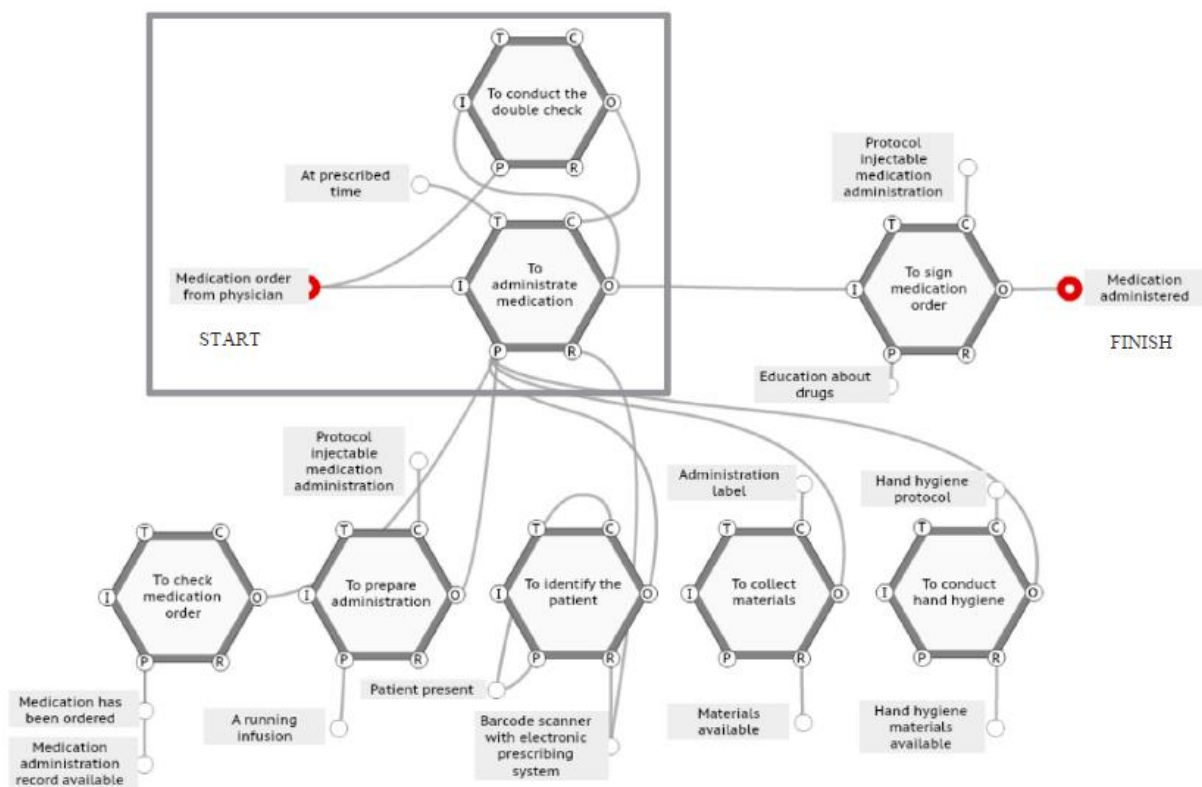 T
C
To conduct the
double check
I
O
P
R
At prescribed
time
Protocol
injectable
medication
administration
T
C
To
administrate
medication
I
O
P
R
T
C
To sign
medication
order
I
O
P
R
Medication order
from physician
START
Medication
administered
FINISH
Education about
drugs
Protocol
injectable
medication
administration
Administration
label
Hand hygiene
protocol
T
C
To check
medication
order
I
O
P
R
T
C
To prepare
administration
I
O
P
R
T
C
To identify the
patient
I
O
P
R
T
C
To collect
materials
I
O
P
R
T
C
To conduct
hand hygiene
I
O
P
R
Medication has
been ordered
Medication
administration
record available
A running
infusion
Patient present
Barcode scanner
with electronic
prescribing
system
Materials
available
Hand hygiene
materials
available